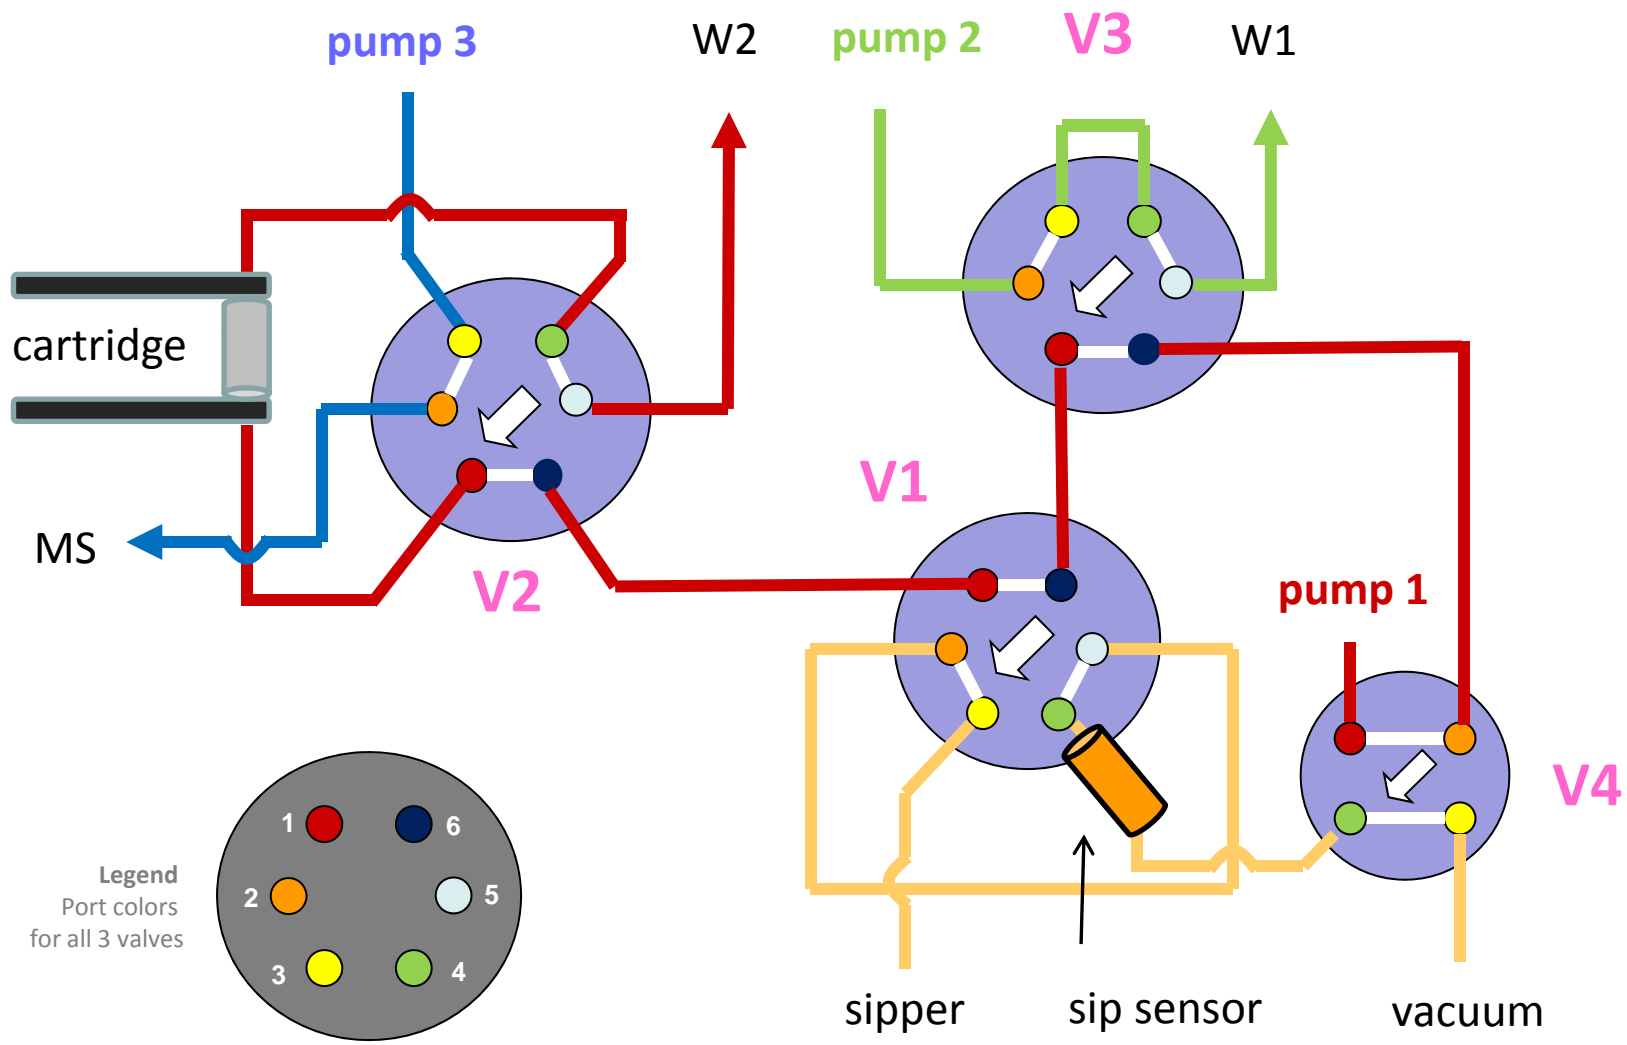 pump 3
W2
pump 2
V3
W1
cartridge
V1
MS
V2
pump 1
V4
1
6
Legend
2
5
Port colors
for all 3 valves
3
4
sipper
sip sensor
vacuum